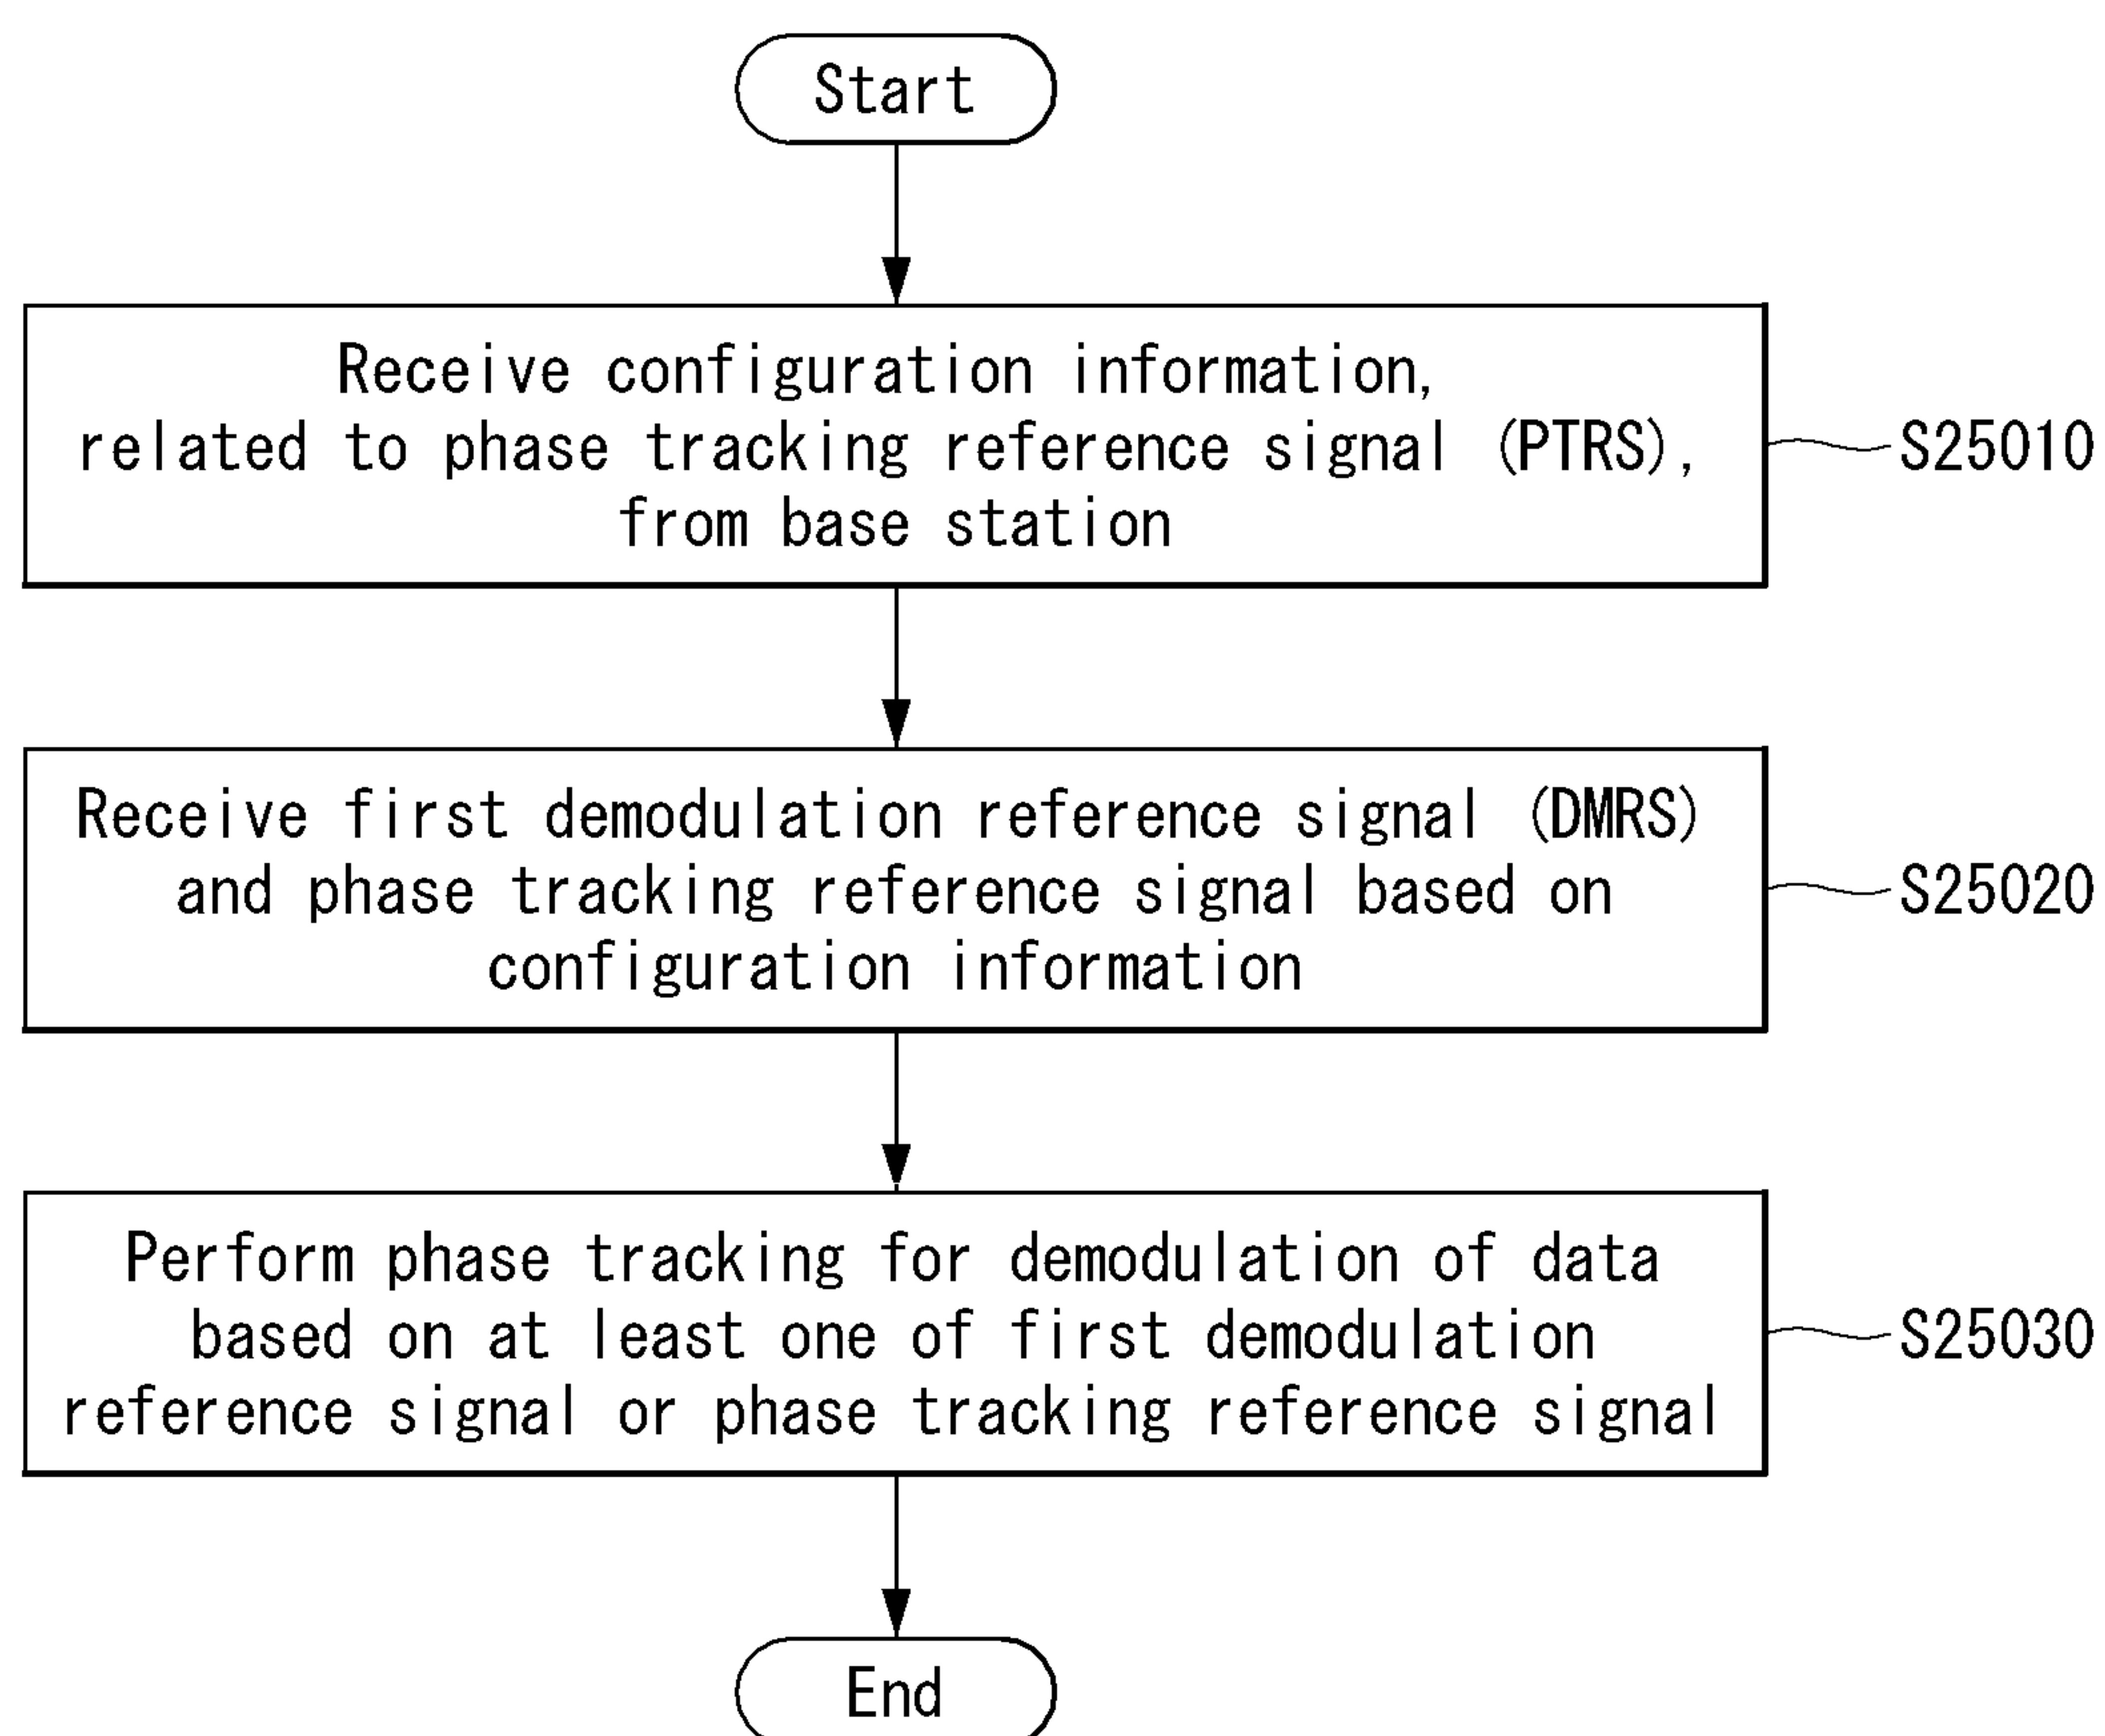 Start
Receive configuration information,
related to phase tracking reference signal (PTRS),
from base station
S25010
Receive first demodulation reference signal (DMRS)
and phase tracking reference signal based on
configuration information
S25020
Perform phase tracking for demodulation of data
based on at least one of first demodulation
reference signal or phase tracking reference signal
S25030
End